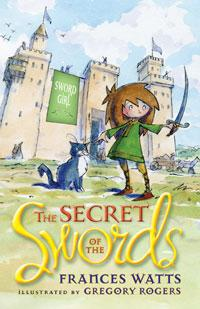 SWORD
GIRL
THE SECRET
OF THE
Swords
FRANCES WATTS
ILLUSTRATED BY GREGORY ROGERS